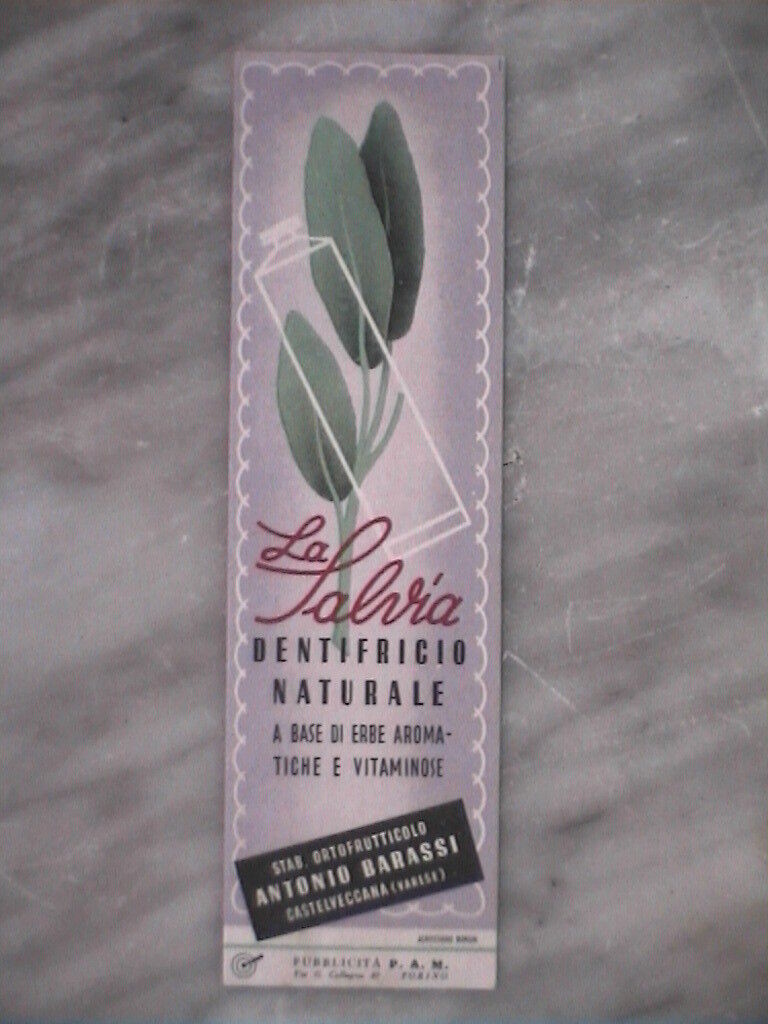 La
Salvia
DENTIFRICIO
NATURALE
A BASE DI ERBE AROMA-
TICHE E VITAMINOSE
STAB. ORTOFRUTTICOLO
ANTONIO BARASSI
CASTELVECCANA (VARESE)
PUBBLICITÀ P. A. M.
TORINO